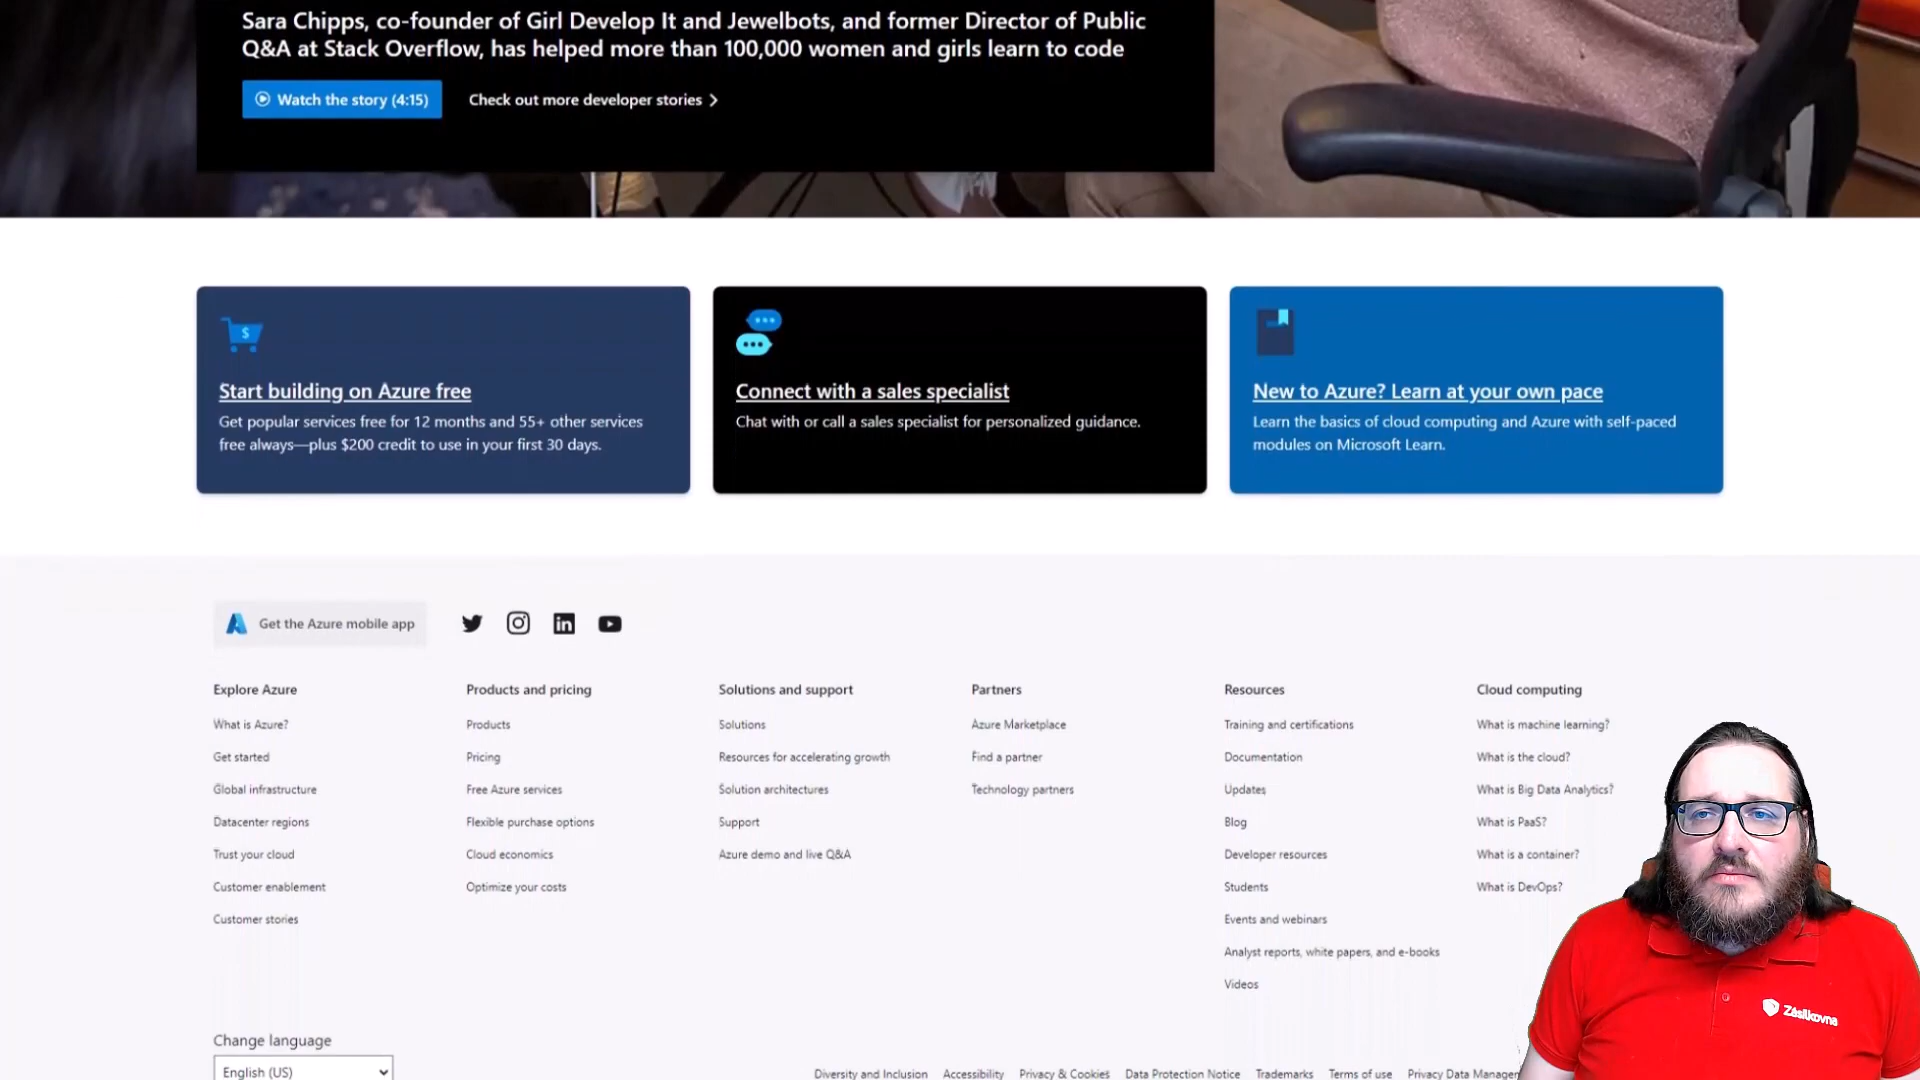 Sara Chipps, co-founder of Girl Develop It and Jewelbots, and former Director of Public
Q&A at Stack Overflow, has helped more than 100,000 women and girls learn to code
Watch the story (4:15)
Check out more developer stories
Start building on Azure free
Get popular services free for 12 months and 55+ other services
free always—plus $200 credit to use in your first 30 days.
Connect with a sales specialist
Chat with or call a sales specialist for personalized guidance.
New to Azure? Learn at your own pace
Learn the basics of cloud computing and Azure with self-paced
modules on Microsoft Learn.
Get the Azure mobile app
Explore Azure
What is Azure?
Get started
Global infrastructure
Datacenter regions
Trust your cloud
Customer enablement
Customer stories
Products and pricing
Products
Pricing
Free Azure services
Flexible purchase options
Cloud economics
Optimize your costs
Solutions and support
Solutions
Resources for accelerating growth
Solution architectures
Support
Azure demo and live Q&A
Partners
Azure Marketplace
Find a partner
Technology partners
Resources
Training and certifications
Documentation
Updates
Blog
Developer resources
Students
Events and webinars
Analyst reports, white papers, and e-books
Videos
Cloud computing
What is machine learning?
What is the cloud?
What is Big Data Analytics?
What is PaaS?
What is a container?
What is DevOps?
Zásilkovna
Change language
English (US)
Diversity and Inclusion
Accessibility
Privacy & Cookies
Data Protection Notice
Trademarks
Terms of use
Privacy Data Managem